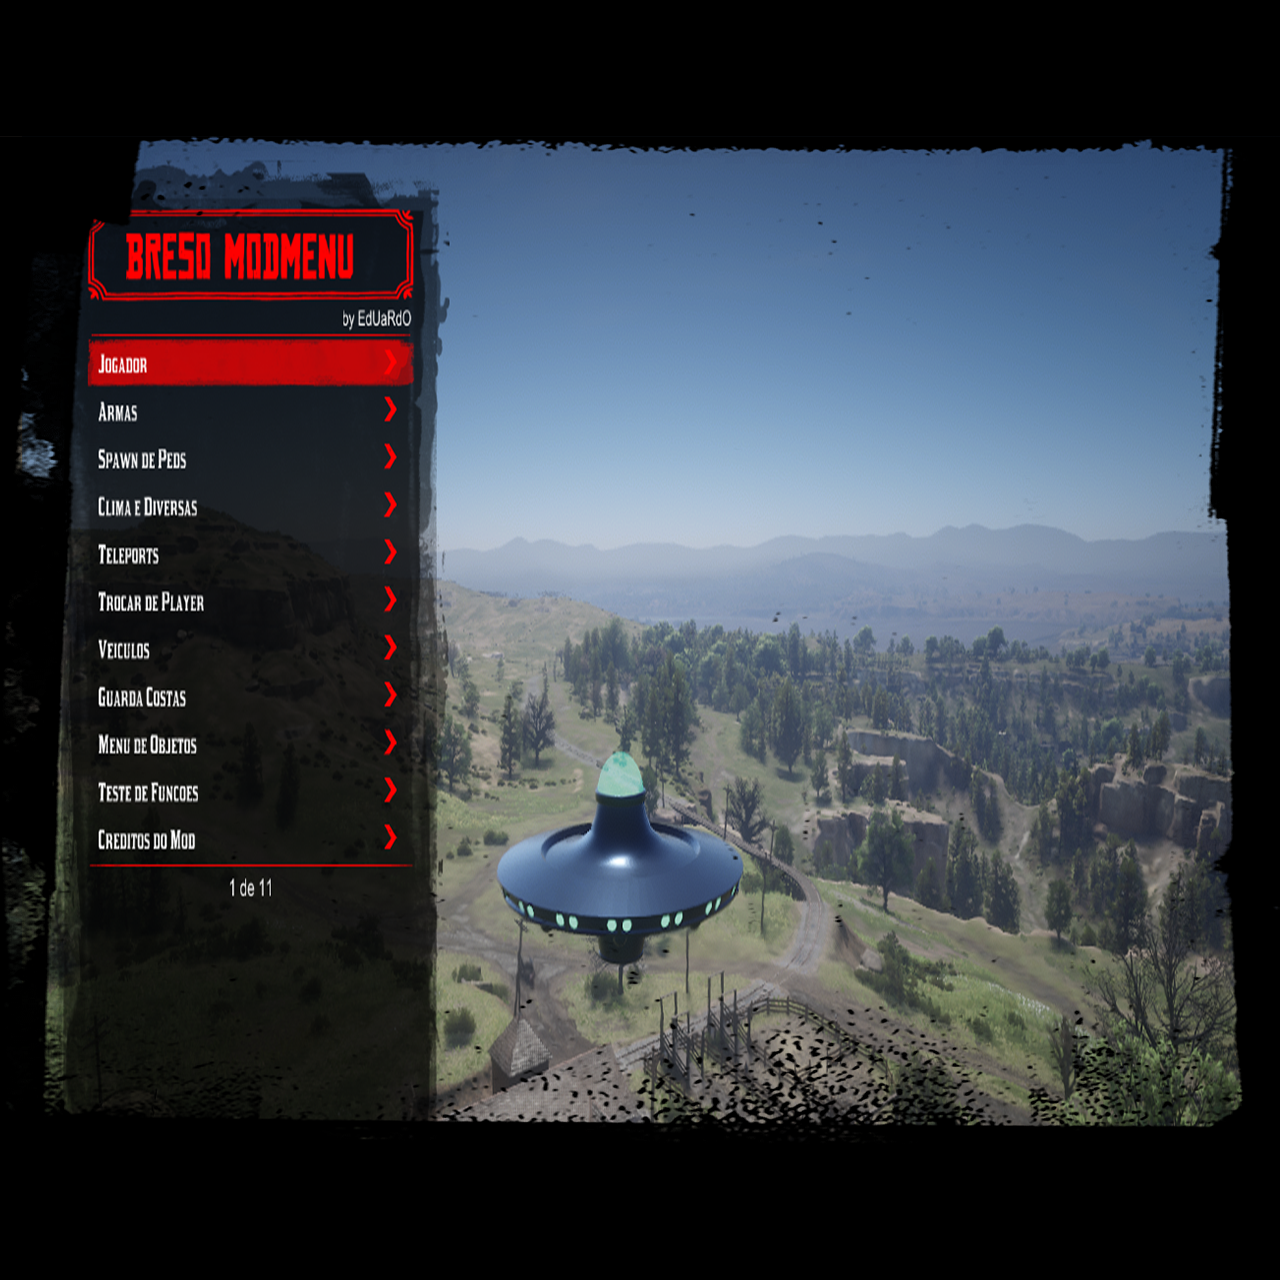 BRESO MODMENU
by EdUaRdO
JOGADOR
ARMAS
SPAWN DE PEDS
CLIMA E DIVERSAS
TELEPORTS
TROCAR DE PLAYER
VEICULOS
GUARDA COSTAS
MENU DE OBJETOS
TESTE DE FUNCOES
CREDITOS DO MOD
1 de 11